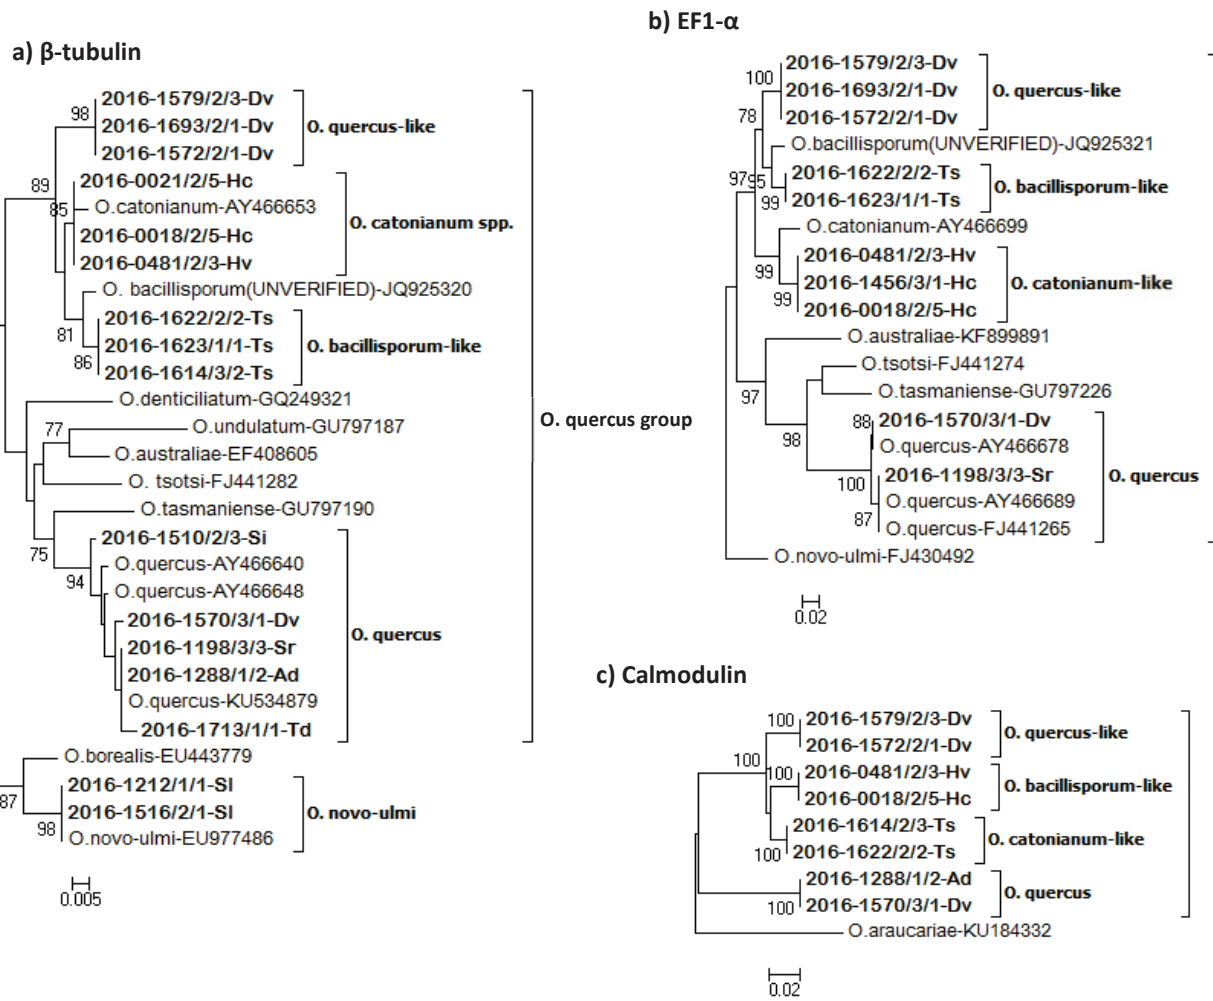 a) β-tubulin
98
2016-1579/2/3-Dv
2016-1693/2/1-Dv
2016-1572/2/1-Dv
O. quercus-like
89
2016-0021/2/5-Hc
85
O.catonianum-AY466653
2016-0018/2/5-Hc
2016-0481/2/3-Hv
O. catonianum spp.
O. bacillisporum(UNVERIFIED)-JQ925320
81
2016-1622/2/2-Ts
2016-1623/1/1-Ts
86
2016-1614/3/2-Ts
O. bacillisporum-like
O.denticiliatum-GQ249321
77
O.undulatum-GU797187
O.australiae-EF408605
O. tsotsi-FJ441282
O.tasmaniense-GU797190
75
2016-1510/2/3-Si
94
O.quercus-AY466640
O.quercus-AY466648
2016-1570/3/1-Dv
2016-1198/3/3-Sr
2016-1288/1/2-Ad
O.quercus-KU534879
2016-1713/1/1-Td
O. quercus
O. quercus group
O.borealis-EU443779
87
2016-1212/1/1-Sl
2016-1516/2/1-Sl
98
O.novo-ulmi-EU977486
O. novo-ulmi
0.005
b) EF1-α
100
2016-1579/2/3-Dv
2016-1693/2/1-Dv
2016-1572/2/1-Dv
O. quercus-like
78
O.bacillisporum(UNVERIFIED)-JQ925321
97
95
2016-1622/2/2-Ts
99
2016-1623/1/1-Ts
O. bacillisporum-like
O.catonianum-AY466699
99
2016-0481/2/3-Hv
2016-1456/3/1-Hc
99
2016-0018/2/5-Hc
O. catonianum-like
O.australiae-KF899891
97
O.tsotsi-FJ441274
O.tasmaniense-GU797226
98
88
2016-1570/3/1-Dv
O.quercus-AY466678
100
2016-1198/3/3-Sr
O.quercus-AY466689
87
O.quercus-FJ441265
O. quercus
O.novo-ulmi-FJ430492
0.02
c) Calmodulin
100
2016-1579/2/3-Dv
2016-1572/2/1-Dv
O. quercus-like
100
100
2016-0481/2/3-Hv
2016-0018/2/5-Hc
O. bacillisporum-like
2016-1614/2/3-Ts
100
2016-1622/2/2-Ts
O. catonianum-like
2016-1288/1/2-Ad
100
2016-1570/3/1-Dv
O. quercus
O.araucariae-KU184332
0.02